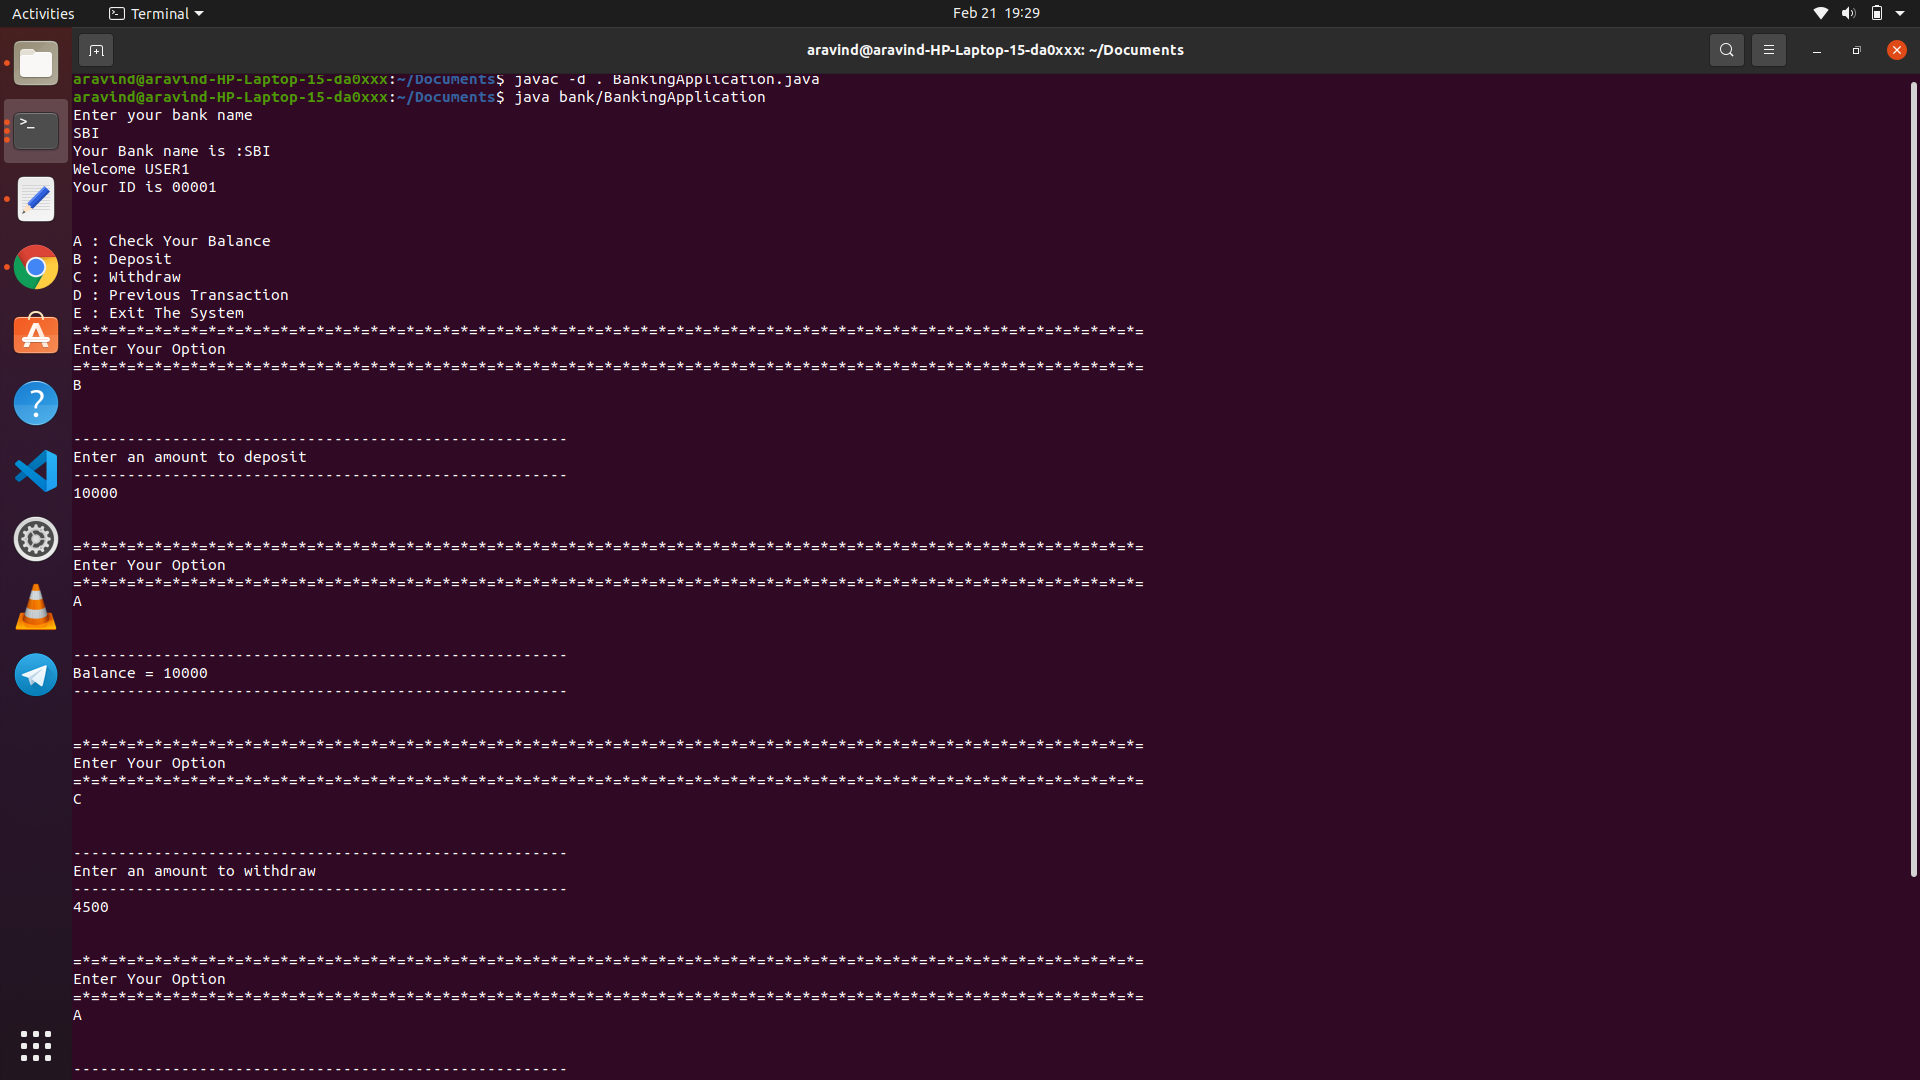 Activities Terminal Feb 21 19:29
aravind@aravind-HP-Laptop-15-da0xxx: ~/Documents
aravind@aravind-HP-Laptop-15-da0xxx:~/Documents$ javac -d . BankingApplication.java
aravind@aravind-HP-Laptop-15-da0xxx:~/Documents$ java bank/BankingApplication
Enter your bank name
SBI
Your Bank name is :SBI
Welcome USER1
Your ID is 00001
A : Check Your Balance
B : Deposit
C : Withdraw
D : Previous Transaction
E : Exit The System
=*=*=*=*=*=*=*=*=*=*=*=*=*=*=*=*=*=*=*=*=*=*=*=*=*=*=*=*=*=*=*=*=*=*=*=*=*=*=*=*=*=*=*=*=*=*=*=*=*=*=*=*=*=*=*=*=*=*=*=
Enter Your Option
=*=*=*=*=*=*=*=*=*=*=*=*=*=*=*=*=*=*=*=*=*=*=*=*=*=*=*=*=*=*=*=*=*=*=*=*=*=*=*=*=*=*=*=*=*=*=*=*=*=*=*=*=*=*=*=*=*=*=*=
B
-------------------------------------------------------
Enter an amount to deposit
-------------------------------------------------------
10000
=*=*=*=*=*=*=*=*=*=*=*=*=*=*=*=*=*=*=*=*=*=*=*=*=*=*=*=*=*=*=*=*=*=*=*=*=*=*=*=*=*=*=*=*=*=*=*=*=*=*=*=*=*=*=*=*=*=*=*=
Enter Your Option
=*=*=*=*=*=*=*=*=*=*=*=*=*=*=*=*=*=*=*=*=*=*=*=*=*=*=*=*=*=*=*=*=*=*=*=*=*=*=*=*=*=*=*=*=*=*=*=*=*=*=*=*=*=*=*=*=*=*=*=
A
-------------------------------------------------------
Balance = 10000
-------------------------------------------------------
=*=*=*=*=*=*=*=*=*=*=*=*=*=*=*=*=*=*=*=*=*=*=*=*=*=*=*=*=*=*=*=*=*=*=*=*=*=*=*=*=*=*=*=*=*=*=*=*=*=*=*=*=*=*=*=*=*=*=*=
Enter Your Option
=*=*=*=*=*=*=*=*=*=*=*=*=*=*=*=*=*=*=*=*=*=*=*=*=*=*=*=*=*=*=*=*=*=*=*=*=*=*=*=*=*=*=*=*=*=*=*=*=*=*=*=*=*=*=*=*=*=*=*=
C
-------------------------------------------------------
Enter an amount to withdraw
-------------------------------------------------------
4500
=*=*=*=*=*=*=*=*=*=*=*=*=*=*=*=*=*=*=*=*=*=*=*=*=*=*=*=*=*=*=*=*=*=*=*=*=*=*=*=*=*=*=*=*=*=*=*=*=*=*=*=*=*=*=*=*=*=*=*=
Enter Your Option
=*=*=*=*=*=*=*=*=*=*=*=*=*=*=*=*=*=*=*=*=*=*=*=*=*=*=*=*=*=*=*=*=*=*=*=*=*=*=*=*=*=*=*=*=*=*=*=*=*=*=*=*=*=*=*=*=*=*=*=
A
-------------------------------------------------------